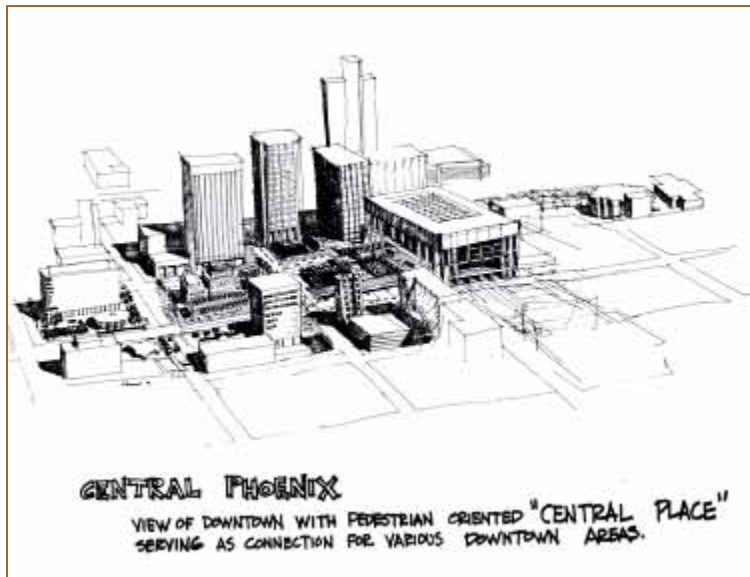 CENTRAL PHOENIX
VIEW OF DOWNTOWN WITH PEDESTRIAN ORIENTED "CENTRAL PLACE"
SERVING AS CONNECTION FOR VARIOUS DOWNTOWN AREAS.